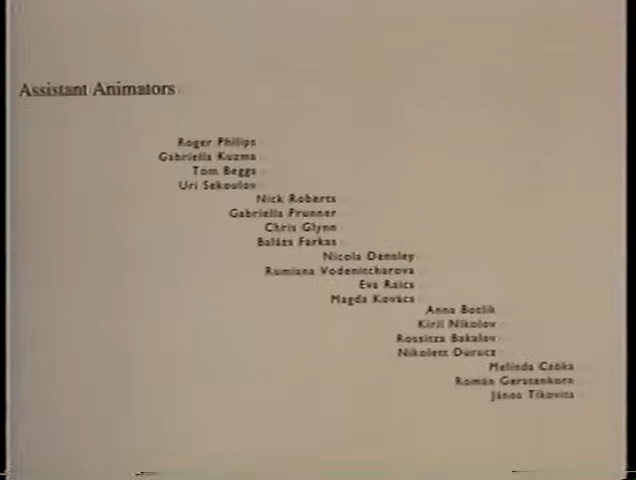 Assistant Animators
Roger Philips
Gabriella Kuzma
Tom Beggs
Uri Sekoulov
Nick Roberts
Gabriella Prunner
Chris Glynn
Balázs Farkas
Nicola Densley
Rumiana Vodenitcharova
Eva Raics
Magda Kovács
Anna Botlik
Kiril Nikolov
Rossitza Bakalov
Nikolett Durucz
Melinda Csóka
Román Gerstenkorn
János Tikovits